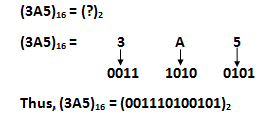 (3A5)₁₆ = (?)₂
(3A5)₁₆ = 3 A 5
0011 1010 0101
Thus, (3A5)₁₆ = (001110100101)₂